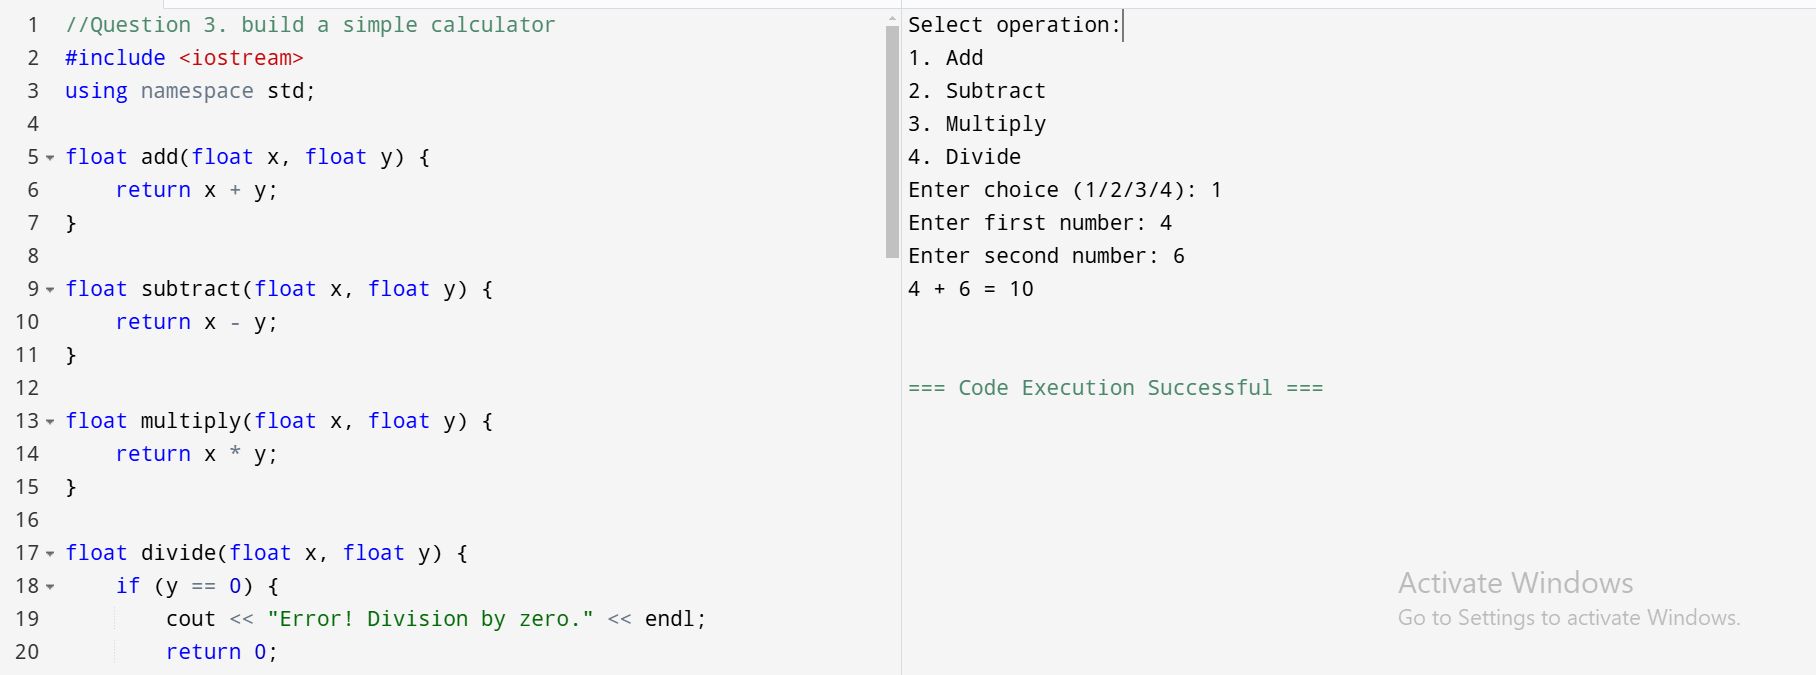 1 //Question 3. build a simple calculator
2 #include <iostream>
3 using namespace std;
4
5 float add(float x, float y) {
6     return x + y;
7 }
8
9 float subtract(float x, float y) {
10     return x - y;
11 }
12
13 float multiply(float x, float y) {
14     return x * y;
15 }
16
17 float divide(float x, float y) {
18     if (y == 0) {
19         cout << "Error! Division by zero." << endl;
20         return 0;
Select operation:
1. Add
2. Subtract
3. Multiply
4. Divide
Enter choice (1/2/3/4): 1
Enter first number: 4
Enter second number: 6
4 + 6 = 10
=== Code Execution Successful ===
Activate Windows
Go to Settings to activate Windows.